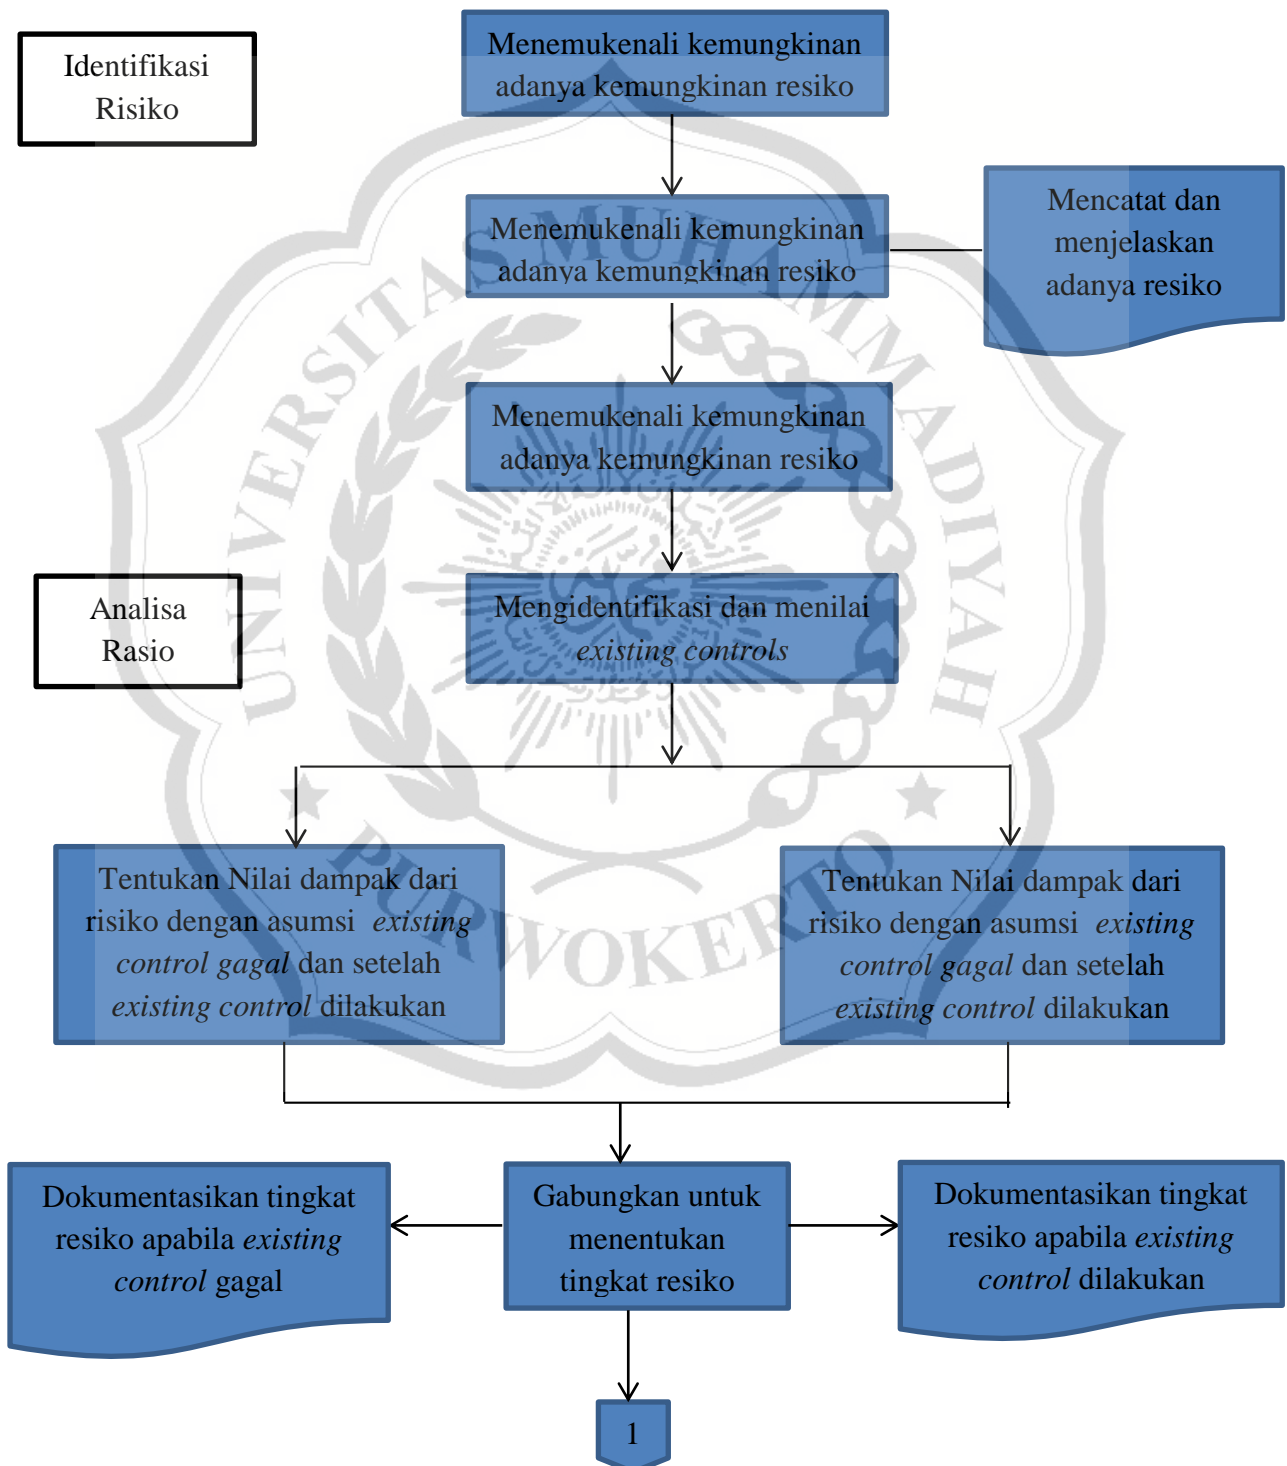 Identifikasi
Risiko
Menemukenali kemungkinan
adanya kemungkinan resiko
Menemukenali kemungkinan
adanya kemungkinan resiko
Mencatat dan
menjelaskan
adanya resiko
Menemukenali kemungkinan
adanya kemungkinan resiko
Analisa
Rasio
Mengidentifikasi dan menilai
existing controls
Tentukan Nilai dampak dari
risiko dengan asumsi existing
control gagal dan setelah
existing control dilakukan
Tentukan Nilai dampak dari
risiko dengan asumsi existing
control gagal dan setelah
existing control dilakukan
Dokumentasikan tingkat
resiko apabila existing
control gagal
Gabungkan untuk
menentukan
tingkat resiko
Dokumentasikan tingkat
resiko apabila existing
control dilakukan
1
UNIVERSITAS MUHAMMADIYAH
PURWOKERTO